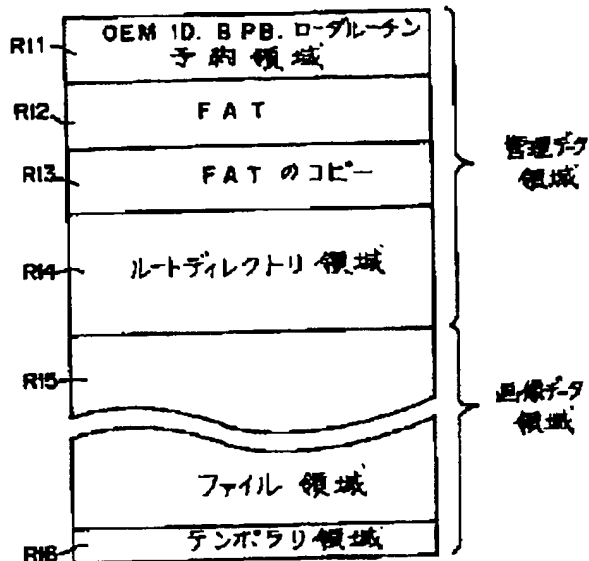 R11
OEM ID. BPB. ローダルーチン
予約領域
R12
FAT
R13
FATのコピー
管理データ
領域
R14
ルートディレクトリ領域
R15
画像データ
領域
ファイル領域
R16
テンポラリ領域